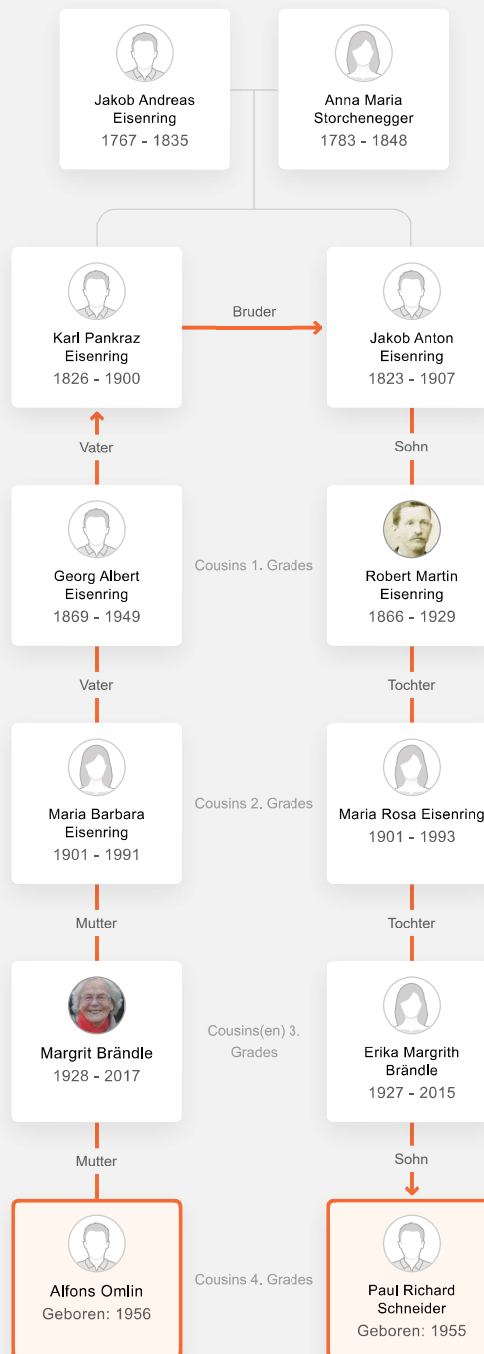 Jakob Andreas
Eisenring
1767 - 1835
Anna Maria
Storchenegger
1783 - 1848
Karl Pankraz
Eisenring
1826 - 1900
Bruder
Jakob Anton
Eisenring
1823 - 1907
Vater
Sohn
Georg Albert
Eisenring
1869 - 1949
Cousins 1. Grades
Robert Martin
Eisenring
1866 - 1929
Vater
Tochter
Maria Barbara
Eisenring
1901 - 1991
Cousins 2. Grades
Maria Rosa Eisenring
1901 - 1993
Mutter
Tochter
Margrit Brändle
1928 - 2017
Cousins(en) 3.
Grades
Erika Margrith
Brändle
1927 - 2015
Mutter
Sohn
Alfons Omlin
Geboren: 1956
Cousins 4. Grades
Paul Richard
Schneider
Geboren: 1955